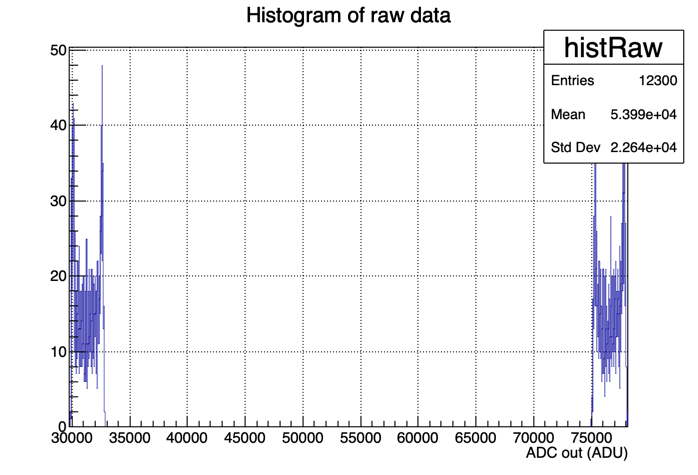 Histogram of raw data
histRaw
Entries 12300
Mean 5.399e+04
Std Dev 2.264e+04
50
40
30
20
10
0
30000 35000 40000 45000 50000 55000 60000 65000 70000 75000
ADC out (ADU)